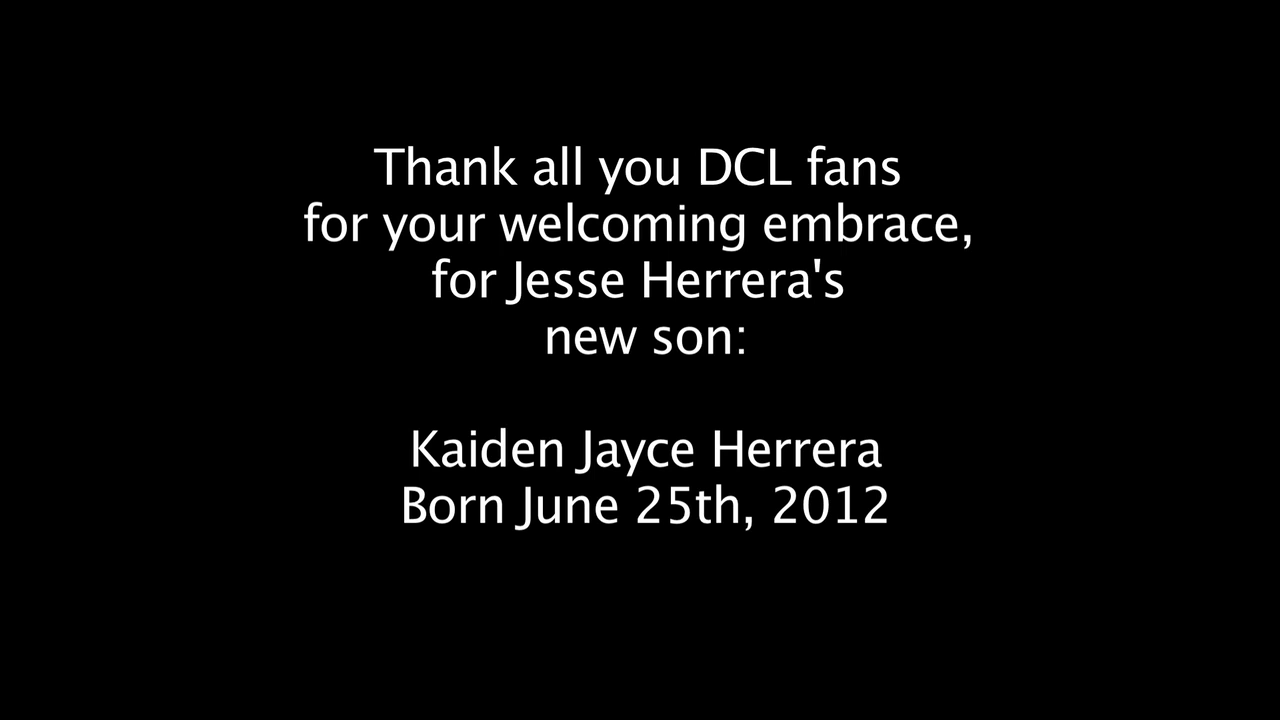 Thank all you DCL fans
for your welcoming embrace,
for Jesse Herrera's
new son:
Kaiden Jayce Herrera
Born June 25th, 2012